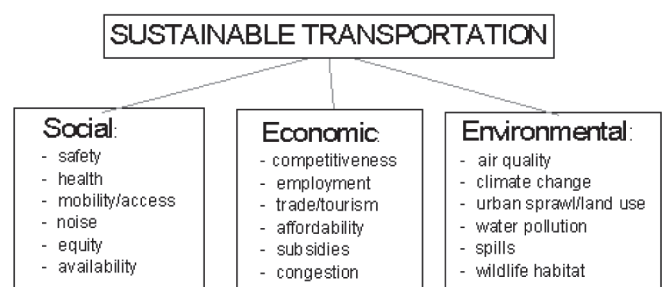 SUSTAINABLE TRANSPORTATION
Social:
- safety
- health
- mobility/access
- noise
- equity
- availability
Economic:
- competitiveness
- employment
- trade/tourism
- affordability
- subsidies
- congestion
Environmental:
- air quality
- climate change
- urban sprawl/land use
- water pollution
- spills
- wildlife habitat